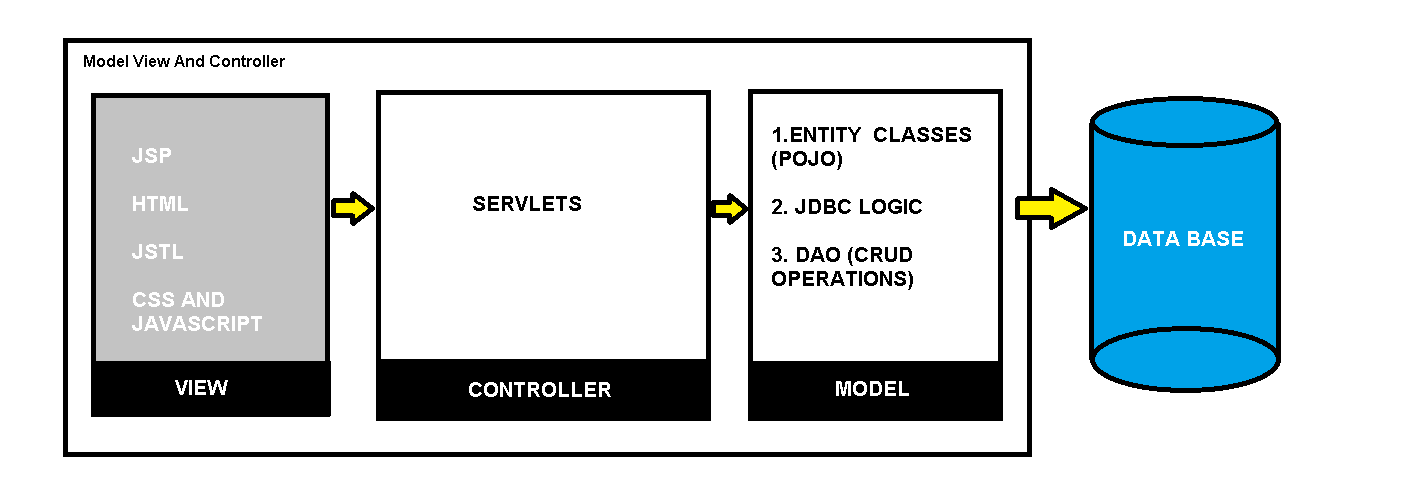 Model View And Controller
JSP
HTML
JSTL
CSS AND
JAVASCRIPT
VIEW
SERVLETS
CONTROLLER
1.ENTITY CLASSES
(POJO)
2. JDBC LOGIC
3. DAO (CRUD
OPERATIONS)
MODEL
DATA BASE